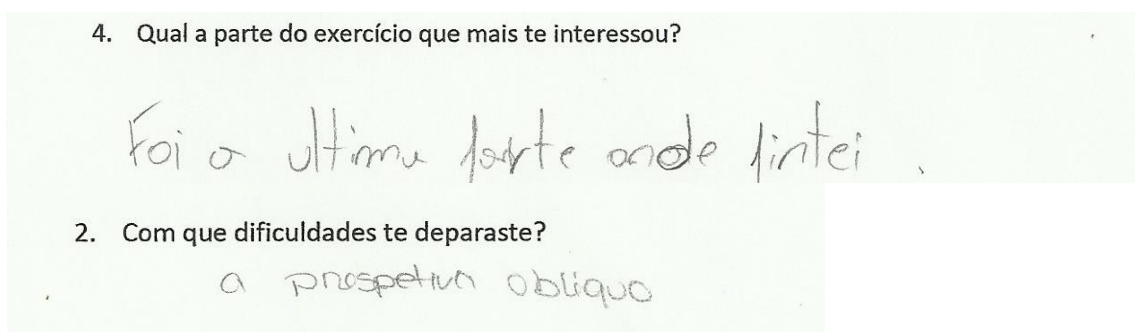 4. Qual a parte do exercício que mais te interessou?
Foi a ultima parte onde pintei.
2. Com que dificuldades te deparaste?
a prospetiva obliqua